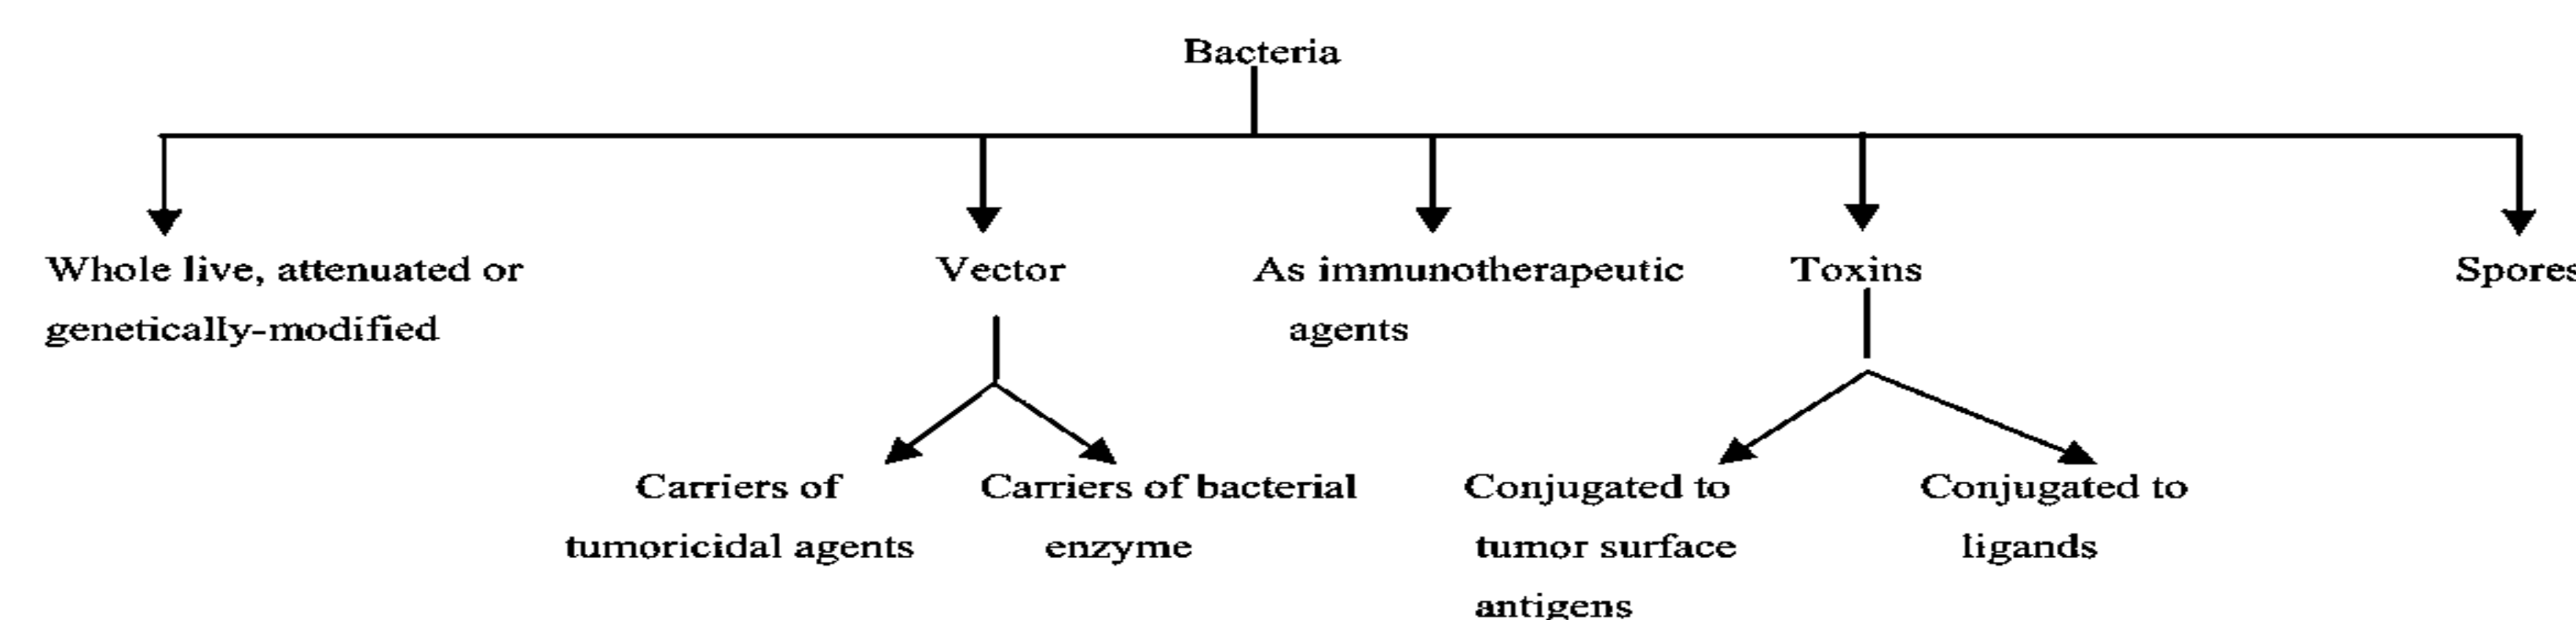 Bacteria
Whole live, attenuated or
genetically-modified
Vector
As immunotherapeutic
agents
Toxins
Spores
Carriers of
tumoricidal agents
Carriers of bacterial
enzyme
Conjugated to
tumor surface
antigens
Conjugated to
ligands